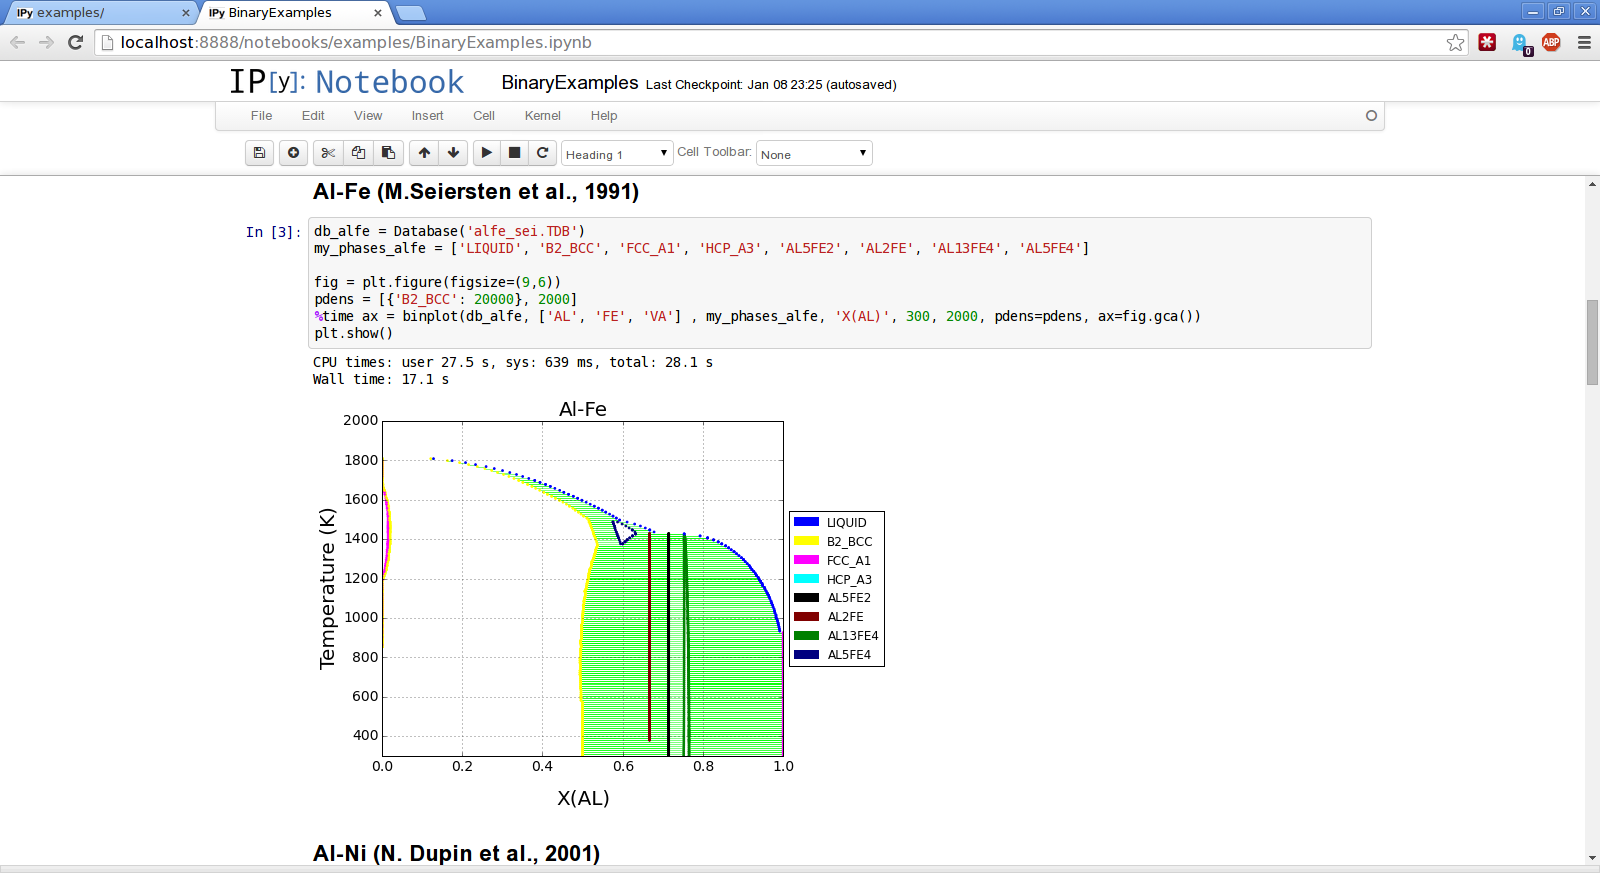 IPy examples/
IPy BinaryExamples
localhost:8888/notebooks/examples/BinaryExamples.ipynb
0
ABP
IP[y]: Notebook
BinaryExamples Last Checkpoint: Jan 08 23:25 (autosaved)
File Edit View Insert Cell Kernel Help
Heading 1
Cell Toolbar: None
Al-Fe (M.Seiersten et al., 1991)
In [3]:
db_alfe = Database('alfe_sei.TDB')
my_phases_alfe = ['LIQUID', 'B2_BCC', 'FCC_A1', 'HCP_A3', 'AL5FE2', 'AL2FE', 'AL13FE4', 'AL5FE4']
fig = plt.figure(figsize=(9,6))
pdens = [{'B2_BCC': 20000}, 2000]
%time ax = binplot(db_alfe, ['AL', 'FE', 'VA'] , my_phases_alfe, 'X(AL)', 300, 2000, pdens=pdens, ax=fig.gca())
plt.show()
CPU times: user 27.5 s, sys: 639 ms, total: 28.1 s
Wall time: 17.1 s
Al-Fe
2000
1800
1600
1400
1200
1000
800
600
400
Temperature (K)
0.0 0.2 0.4 0.6 0.8 1.0
X(AL)
LIQUID
B2_BCC
FCC_A1
HCP_A3
AL5FE2
AL2FE
AL13FE4
AL5FE4
Al-Ni (N. Dupin et al., 2001)